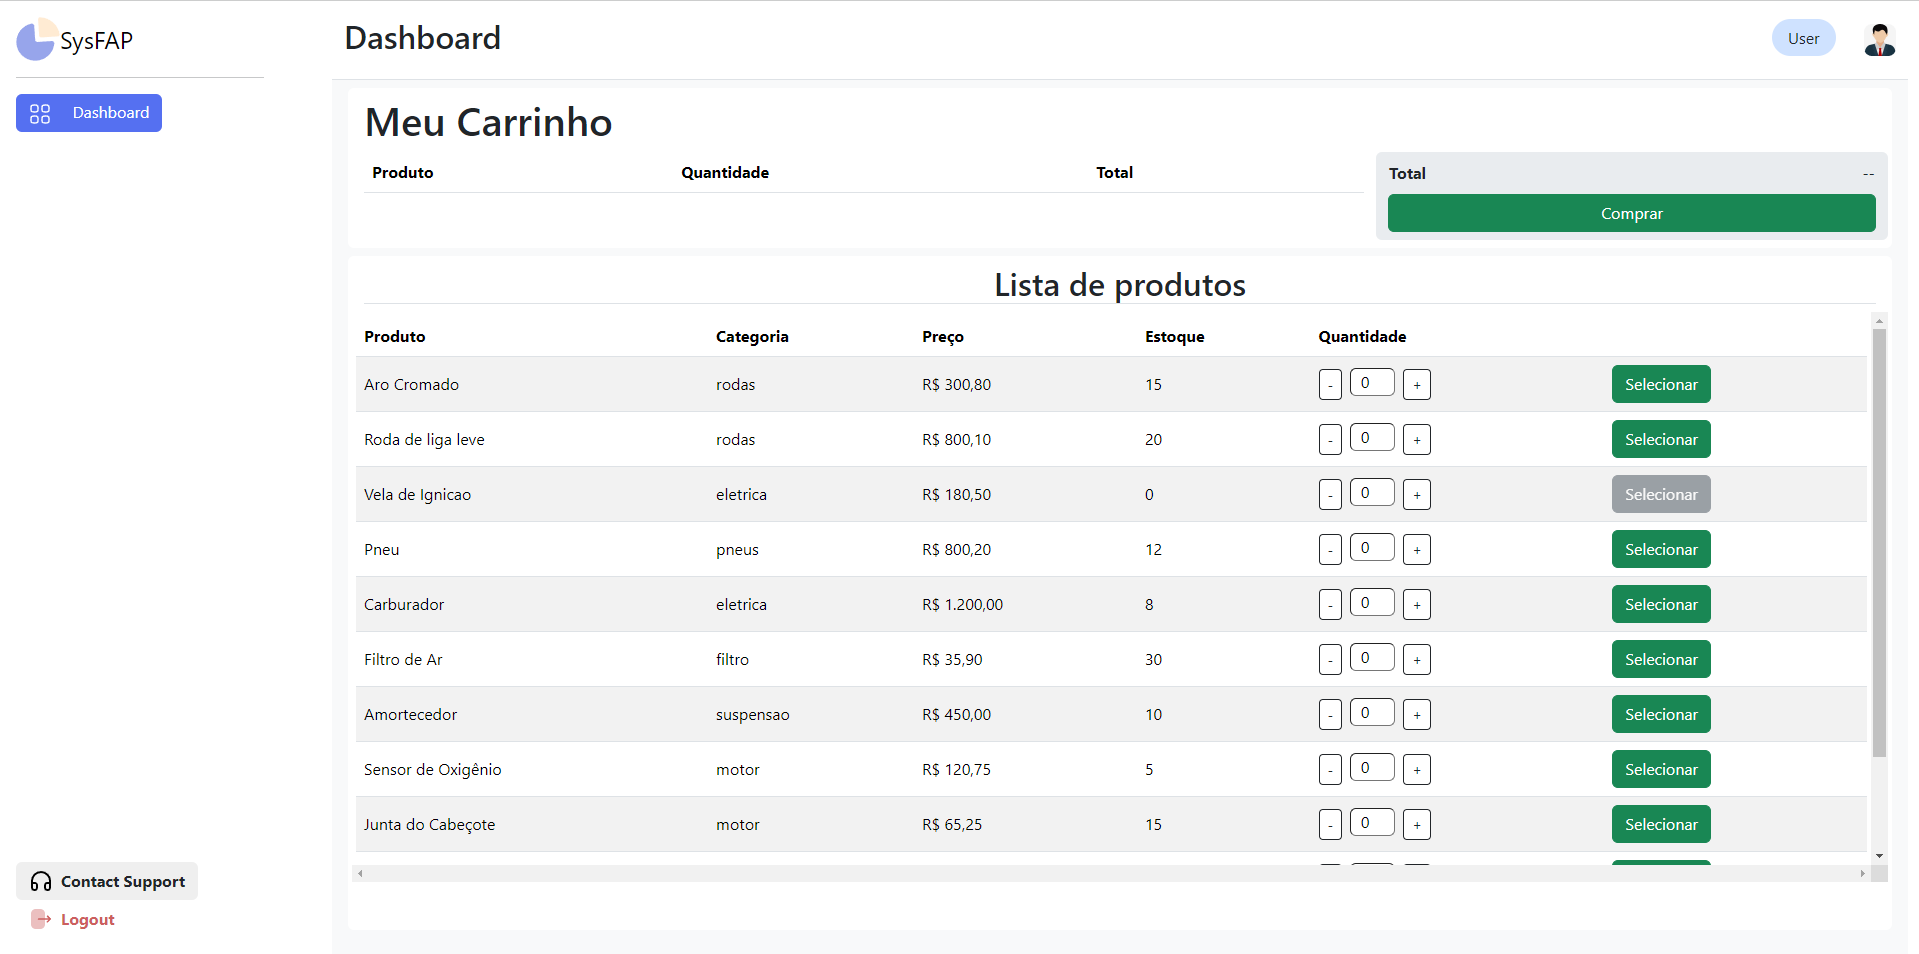 SysFAP
Dashboard
Contact Support
Logout
Dashboard
User
Meu Carrinho
Produto Quantidade Total
Total --
Comprar
Lista de produtos
Produto Categoria Preço Estoque Quantidade
Aro Cromado rodas R$ 300,80 15 - 0 + Selecionar
Roda de liga leve rodas R$ 800,10 20 - 0 + Selecionar
Vela de Ignicao eletrica R$ 180,50 0 - 0 + Selecionar
Pneu pneus R$ 800,20 12 - 0 + Selecionar
Carburador eletrica R$ 1.200,00 8 - 0 + Selecionar
Filtro de Ar filtro R$ 35,90 30 - 0 + Selecionar
Amortecedor suspensao R$ 450,00 10 - 0 + Selecionar
Sensor de Oxigênio motor R$ 120,75 5 - 0 + Selecionar
Junta do Cabeçote motor R$ 65,25 15 - 0 + Selecionar